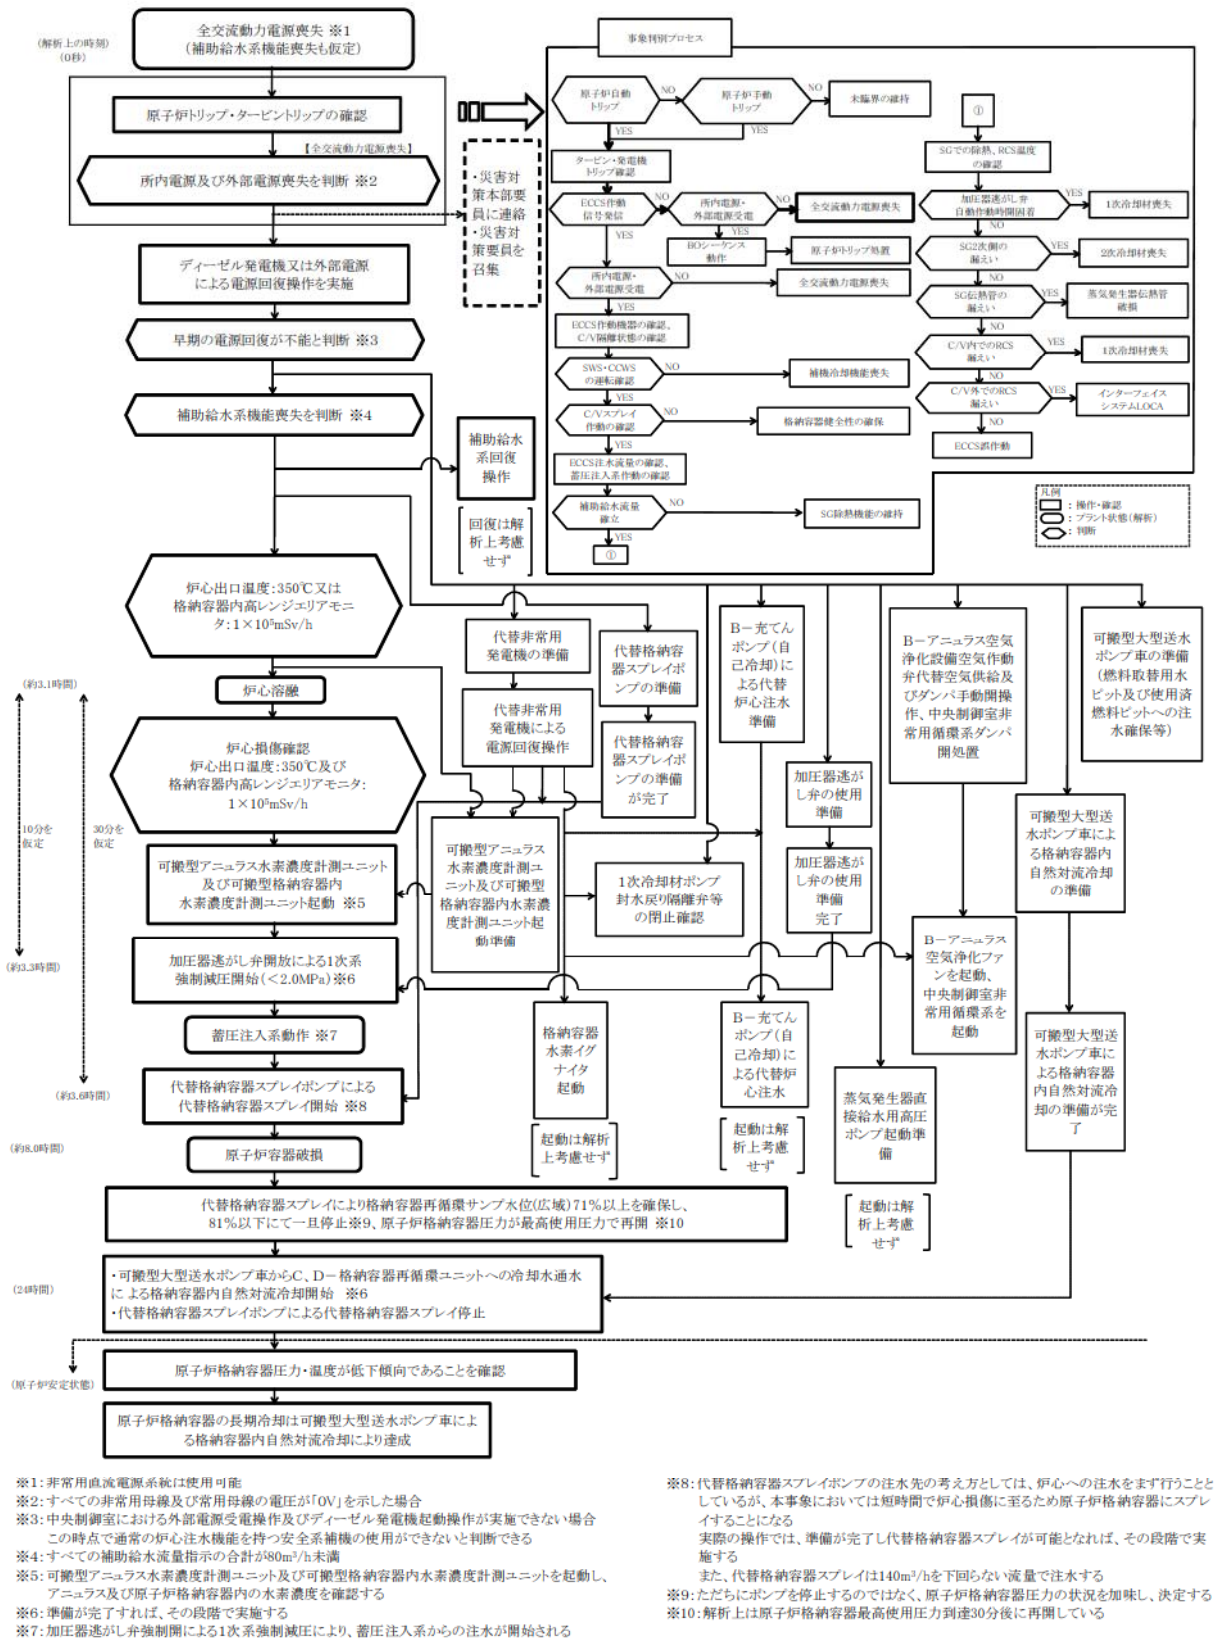 全交流動力電源喪失 ※1
(補助給水系機能喪失も仮定)
(解析上の時刻)
(0秒)
原子炉トリップ・タービントリップの確認
【全交流動力電源喪失】
所内電源及び外部電源喪失を判断 ※2
・災害対
策本部要
員に連絡
・災害対
策要員を
召集
ディーゼル発電機又は外部電源
による電源回復操作を実施
早期の電源回復が不能と判断 ※3
補助給水系機能喪失を判断 ※4
補助給水
系回復
操作
回復は解
析上考慮
せず
事象判別プロセス
原子炉自動
トリップ
NO
原子炉手動
トリップ
NO
未臨界の維持
YES
YES
タービン・発電機
トリップ確認
ECCS作動
信号発信
NO
所内電源・
外部電源受電
NO
全交流動力電源喪失
YES
YES
BOシーケンス
動作
原子炉トリップ処置
所内電源・
外部電源受電
NO
全交流動力電源喪失
YES
ECCS作動機器の確認、
C/V隔離状態の確認
SWS・CCWS
の運転確認
NO
補機冷却機能喪失
YES
C/Vスプレイ
作動の確認
NO
格納容器健全性の確保
YES
ECCS注水流量の確認、
蓄圧注入系作動の確認
補助給水流量
確立
NO
SG除熱機能の維持
YES
①
①
SGでの除熱、RCS温度
の確認
加圧器逃がし弁
自動作動時開固着
YES
1次冷却材喪失
NO
SG2次側の
漏えい
YES
2次冷却材喪失
NO
SG伝熱管の
漏えい
YES
蒸気発生器伝熱管
破損
NO
C/V内でのRCS
漏えい
YES
1次冷却材喪失
NO
C/V外でのRCS
漏えい
YES
インターフェイス
システムLOCA
NO
ECCS誤作動
凡例
:操作・確認
:プラント状態(解析)
:判断
炉心出口温度:350℃又は
格納容器内高レンジエリアモニ
タ:1×10⁵mSv/h
(約3.1時間)
炉心溶融
炉心損傷確認
炉心出口温度:350℃及び
格納容器内高レンジエリアモニタ:
1×10⁵mSv/h
10分を
仮定
30分を
仮定
可搬型アニュラス水素濃度計測ユニット
及び可搬型格納容器内
水素濃度計測ユニット起動 ※5
(約3.3時間)
加圧器逃がし弁開放による1次系
強制減圧開始(<2.0MPa)※6
蓄圧注入系動作 ※7
(約3.6時間)
代替格納容器スプレイポンプによる
代替格納容器スプレイ開始 ※8
(約8.0時間)
原子炉容器破損
代替非常用
発電機の準備
代替非常用
発電機による
電源回復操作
代替格納容
器スプレイポ
ンプの準備
代替格納容
器スプレイポ
ンプの準備
が完了
可搬型アニュラス
水素濃度計測ユ
ニット及び可搬型
格納容器内水素濃
度計測ユニット起
動準備
1次冷却材ポンプ
封水戻り隔離弁等
の閉止確認
格納容器
水素イグ
ナイタ
起動
起動は解析
上考慮せず
B-充てん
ポンプ(自
己冷却)に
よる代替
炉心注水
準備
B-充てん
ポンプ(自
己冷却)に
よる代替炉
心注水
起動は解
析上考慮
せず
加圧器逃
がし弁の使用
準備
加圧器逃
がし弁の使用
準備
完了
蒸気発生器直
接給水用高圧
ポンプ起動準
備
起動は解
析上考慮
せず
B-アニュラス空気
浄化設備空気作動
弁代替空気供給及
びダンパ手動開操
作、中央制御室非
常用循環系ダンパ
開処置
B-アニュラス
空気浄化ファ
ンを起動、
中央制御室非
常用循環系を
起動
可搬型大型送水
ポンプ車の準備
(燃料取替用水
ピット及び使用済
燃料ピットへの注
水確保等)
可搬型大型送
水ポンプ車によ
る格納容器内
自然対流冷却
の準備
可搬型大型送
水ポンプ車に
よる格納容器
内自然対流冷
却の準備が完
了
代替格納容器スプレイにより格納容器再循環サンプ水位(広域)71%以上を確保し、
81%以下にて一旦停止※9、原子炉格納容器圧力が最高使用圧力で再開 ※10
(24時間)
・可搬型大型送水ポンプ車からC、D-格納容器再循環ユニットへの冷却水通水
による格納容器内自然対流冷却開始 ※6
・代替格納容器スプレイポンプによる代替格納容器スプレイ停止
(原子炉安定状態)
原子炉格納容器圧力・温度が低下傾向であることを確認
原子炉格納容器の長期冷却は可搬型大型送水ポンプ車によ
る格納容器内自然対流冷却により達成
※1:非常用直流電源系統は使用可能
※2:すべての非常用母線及び常用母線の電圧が「0V」を示した場合
※3:中央制御室における外部電源受電操作及びディーゼル発電機起動操作が実施できない場合
この時点で通常の炉心注水機能を持つ安全系補機の使用ができないと判断できる
※4:すべての補助給水流量指示の合計が80m³/h未満
※5:可搬型アニュラス水素濃度計測ユニット及び可搬型格納容器内水素濃度計測ユニットを起動し、
アニュラス及び原子炉格納容器内の水素濃度を確認する
※6:準備が完了すれば、その段階で実施する
※7:加圧器逃がし弁強制開による1次系強制減圧により、蓄圧注入系からの注水が開始される
※8:代替格納容器スプレイポンプの注水先の考え方としては、炉心への注水をまず行うことと
しているが、本事象においては短時間で炉心損傷に至るため原子炉格納容器にスプレ
イすることになる
実際の操作では、準備が完了し代替格納容器スプレイが可能となれば、その段階で実
施する
また、代替格納容器スプレイは140m³/hを下回らない流量で注水する
※9:ただちにポンプを停止するのではなく、原子炉格納容器圧力の状況を加味し、決定する
※10:解析上は原子炉格納容器最高使用圧力到達30分後に再開している